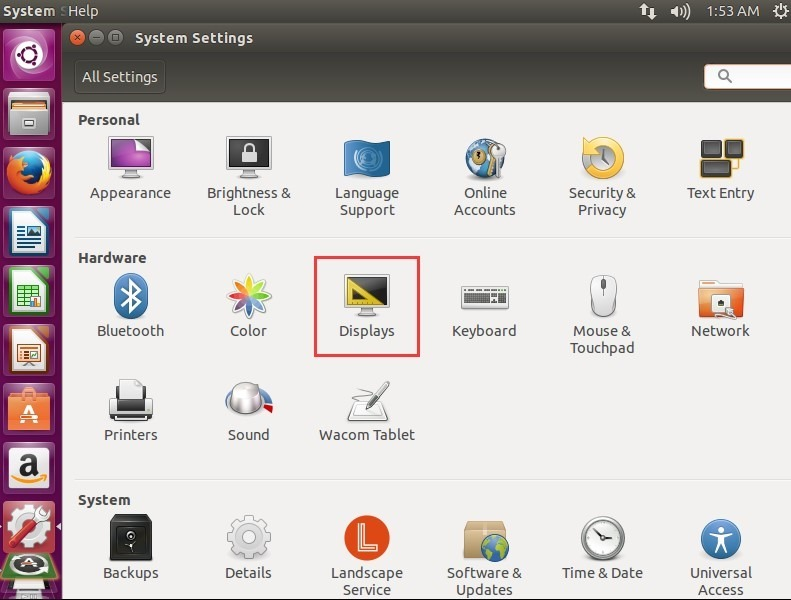 System Help
1:53 AM
System Settings
All Settings
Personal
Appearance
Brightness &
Lock
Language
Support
Online
Accounts
Security &
Privacy
Text Entry
Hardware
Bluetooth
Color
Displays
Keyboard
Mouse &
Touchpad
Network
Printers
Sound
Wacom Tablet
System
Backups
Details
Landscape
Service
Software &
Updates
Time & Date
Universal
Access